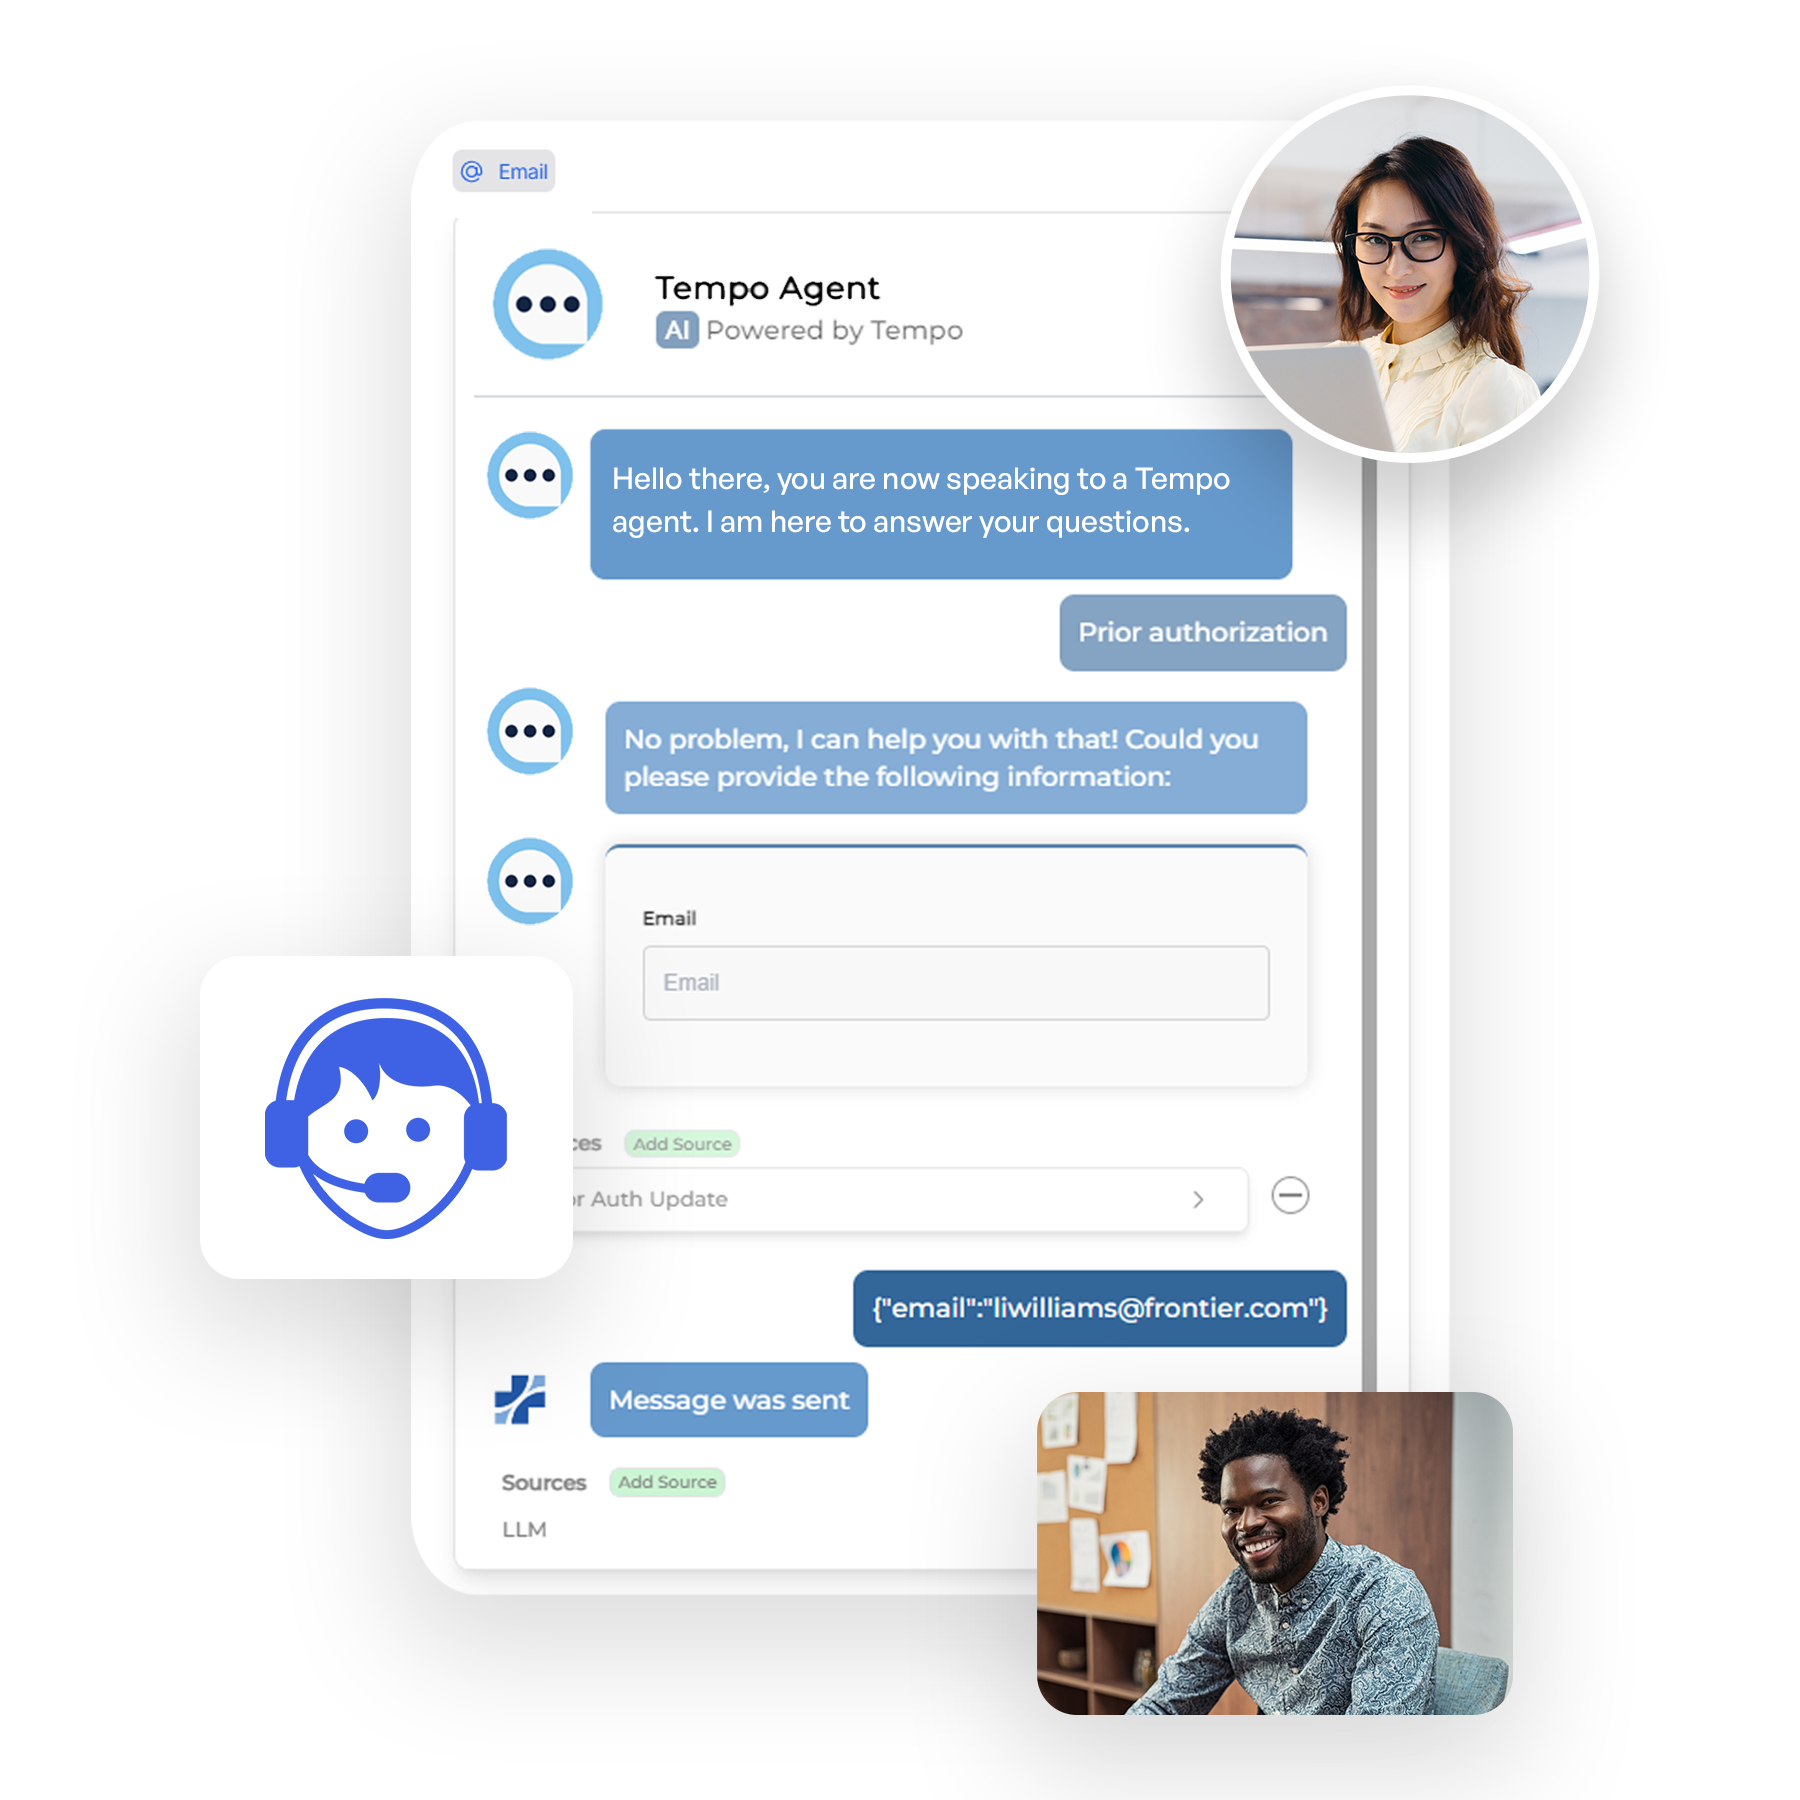 @ Email
Tempo Agent
AI Powered by Tempo
Hello there, you are now speaking to a Tempo
agent. I am here to answer your questions.
Prior authorization
No problem, I can help you with that! Could you
please provide the following information:
Email
Email
Add Source
Auth Update
{"email":"liwilliams@frontier.com"}
Message was sent
Sources Add Source
LLM